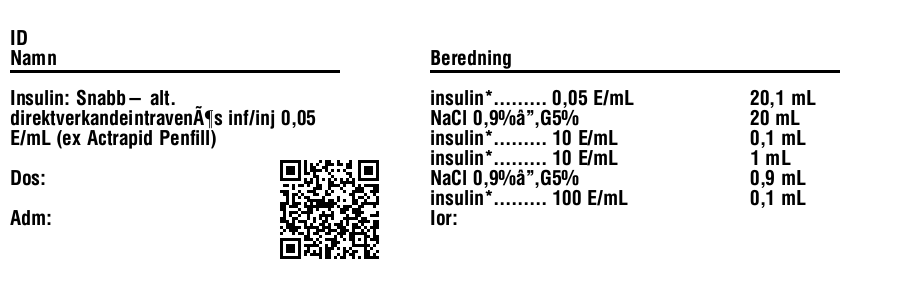 ID
Namn
Insulin: Snabb– alt.
direktverkandeintravenÃ¶s inf/inj 0,05
E/mL (ex Actrapid Penfill)
Dos:
Adm:
Beredning
insulin*......... 0,05 E/mL 20,1 mL
NaCl 0,9%â”‚G5% 20 mL
insulin*......... 10 E/mL 0,1 mL
insulin*......... 10 E/mL 1 mL
NaCl 0,9%â”‚G5% 0,9 mL
insulin*......... 100 E/mL 0,1 mL
lor: